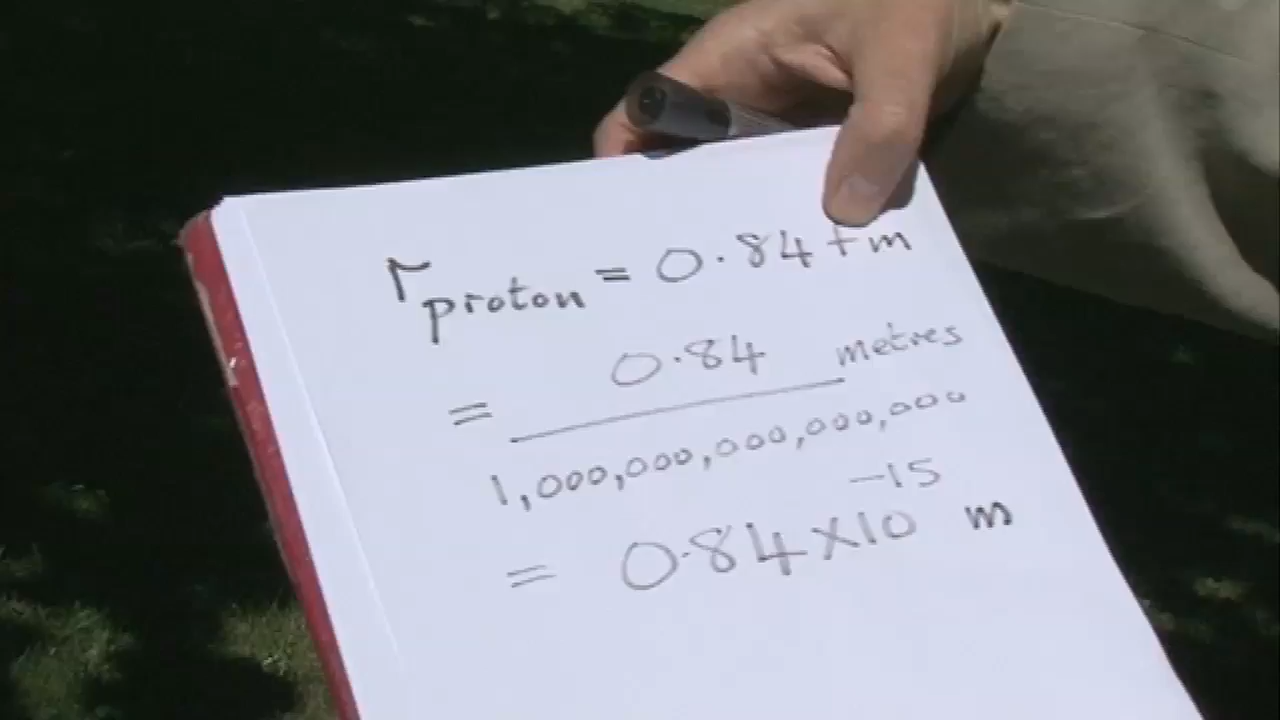 r proton = 0.84 fm
= 0.84 metres
1,000,000,000,000,000
= 0.84 × 10 -15 m